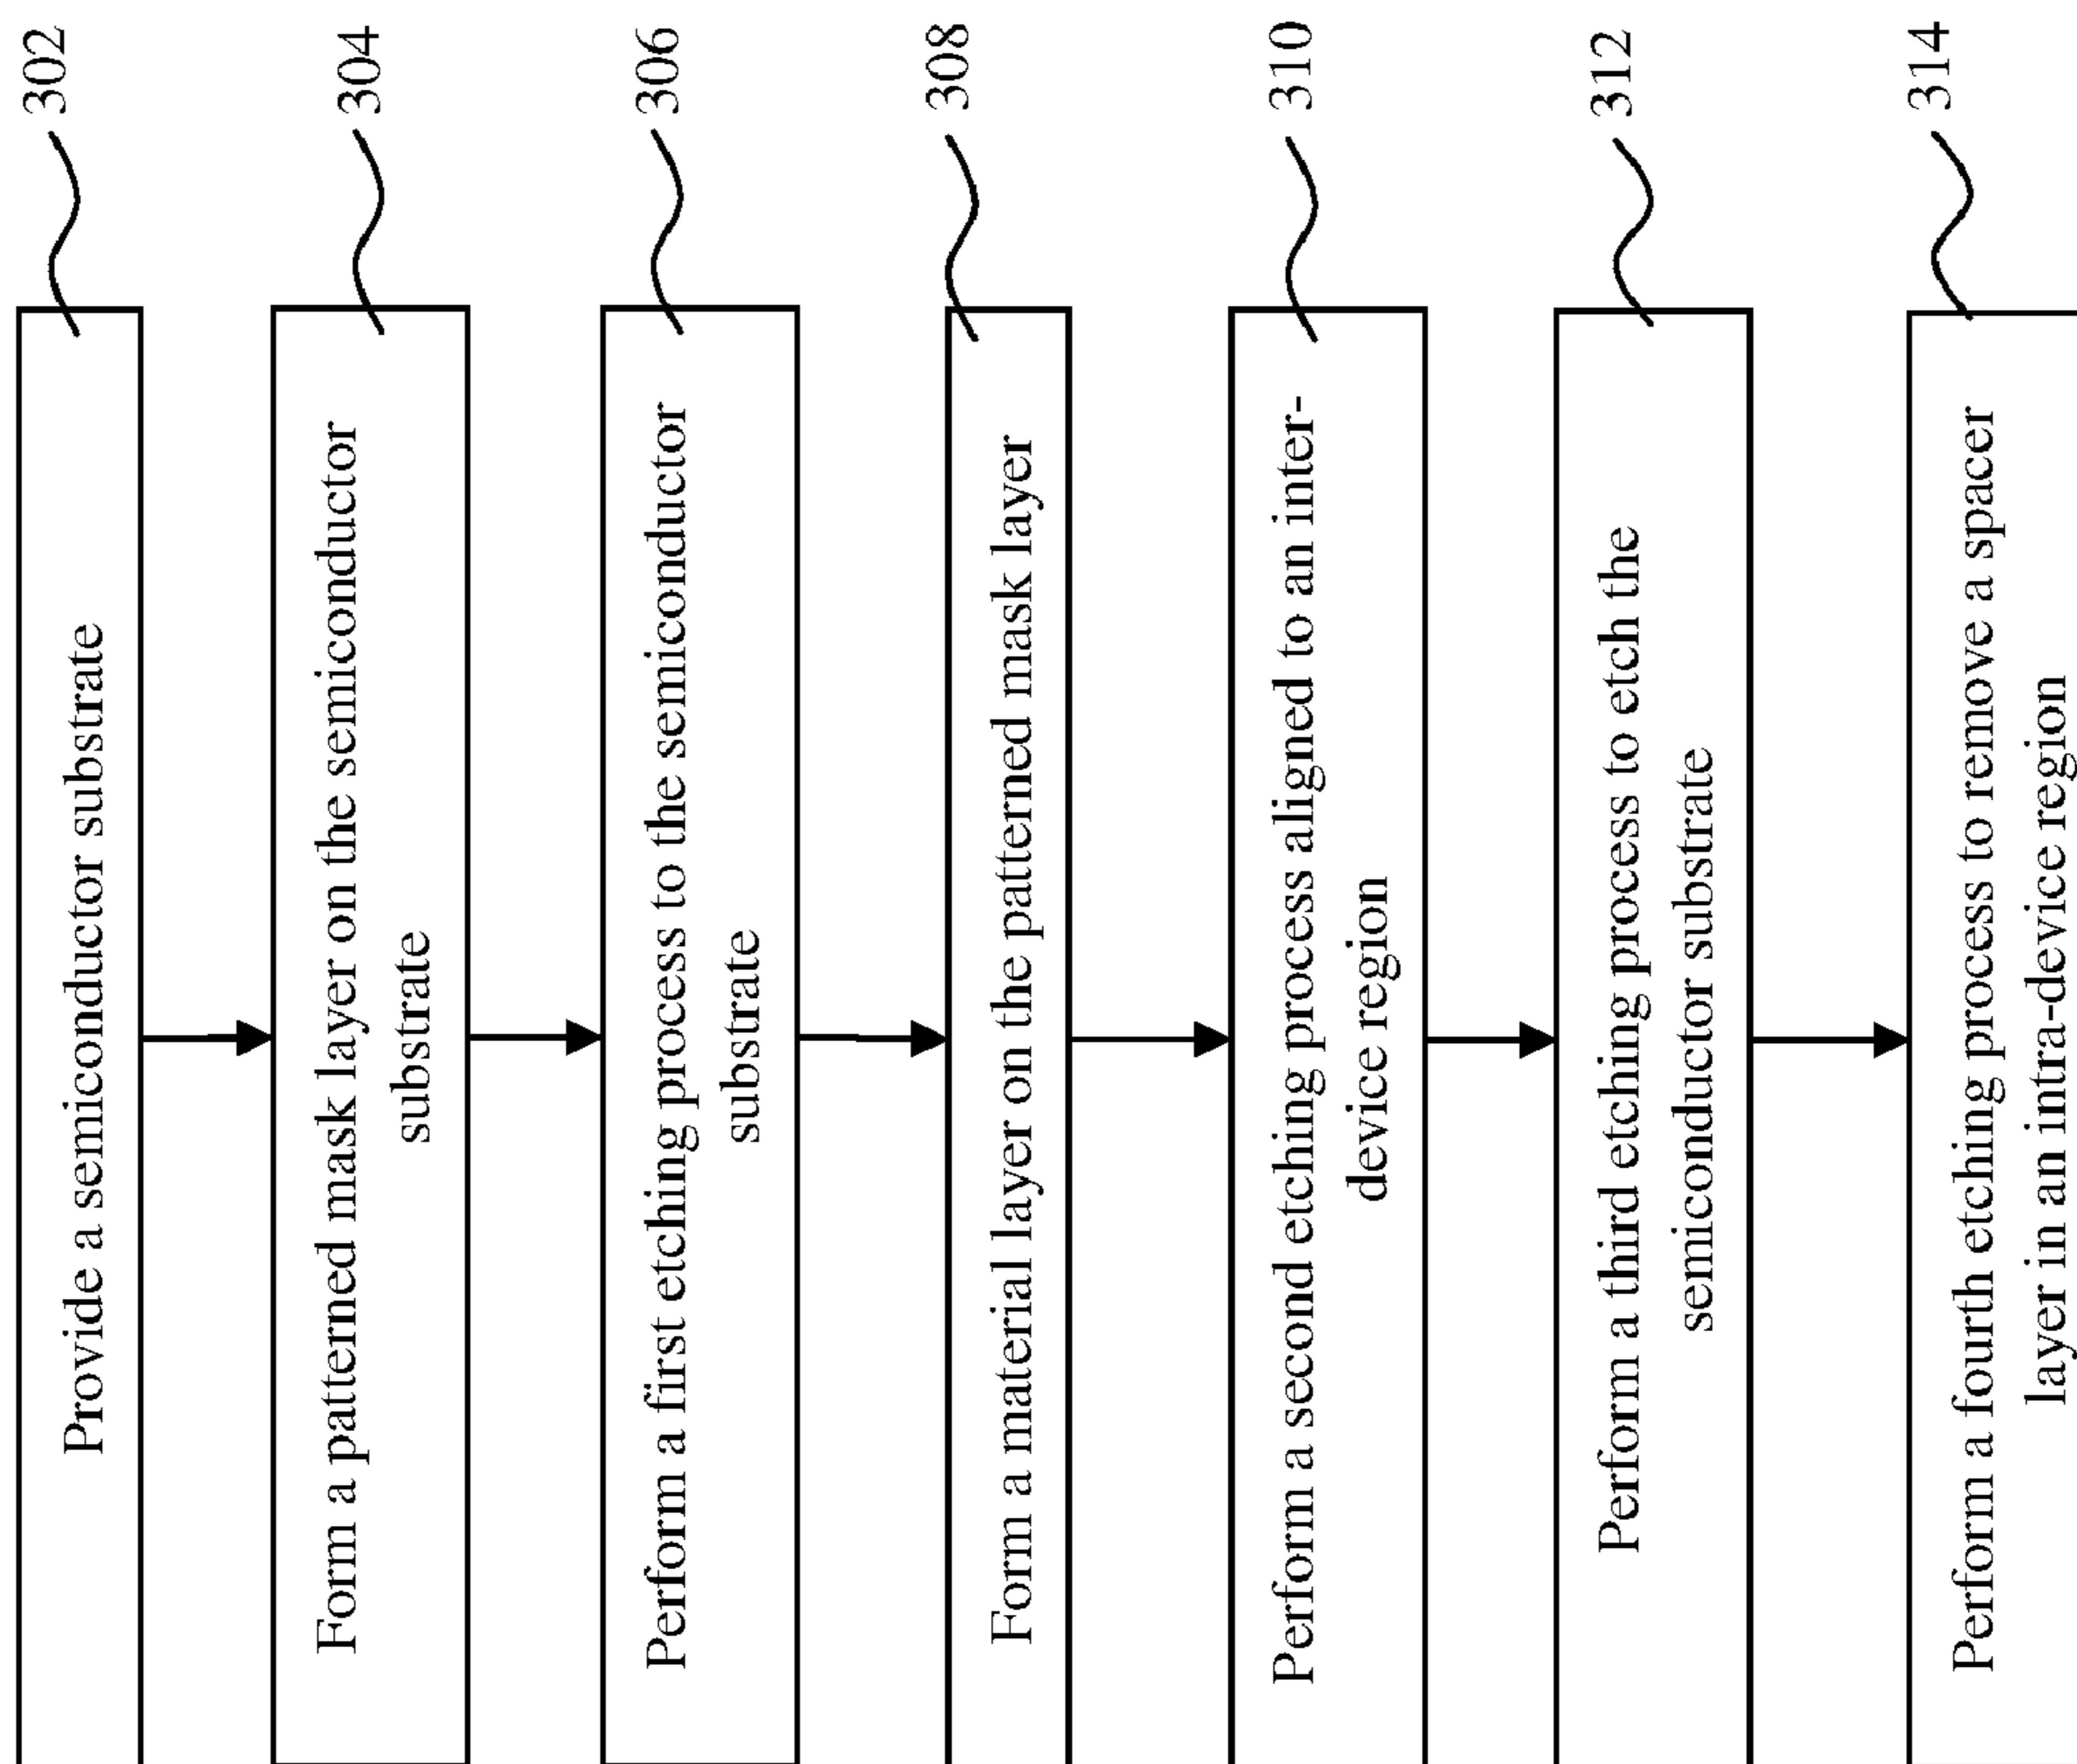 302
Provide a semiconductor substrate
304
Form a patterned mask layer on the semiconductor
substrate
306
Perform a first etching process to the semiconductor
substrate
308
Form a material layer on the patterned mask layer
310
Perform a second etching process aligned to an inter-
device region
312
Perform a third etching process to etch the
semiconductor substrate
314
Perform a fourth etching process to remove a spacer
layer in an intra-device region